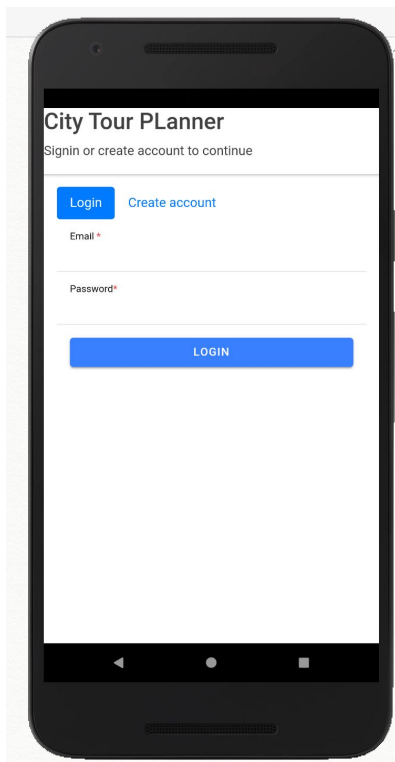 City Tour PLanner
Signin or create account to continue
Login Create account
Email *
Password*
LOGIN